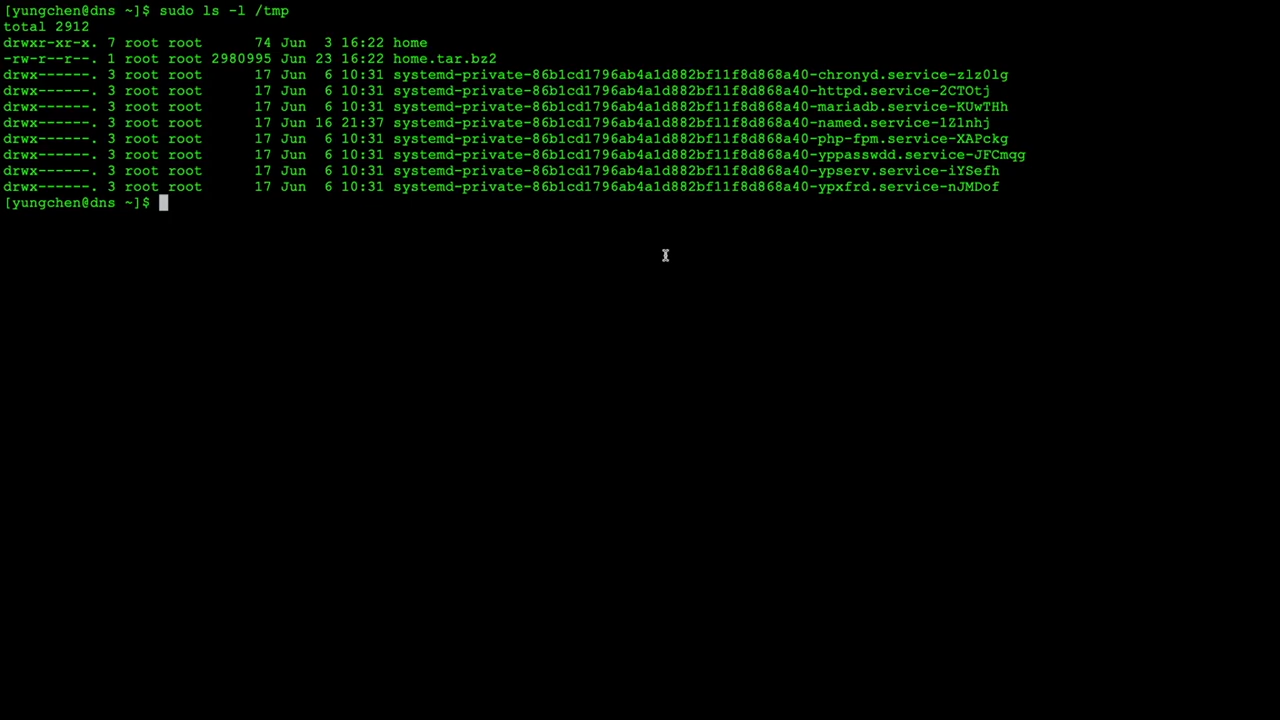 [yungchen@dns ~]$ sudo ls -l /tmp
total 2912
drwxr-xr-x. 7 root root      74 Jun  3 16:22 home
-rw-r--r--. 1 root root 2980995 Jun 23 16:22 home.tar.bz2
drwx------. 3 root root      17 Jun  6 10:31 systemd-private-86b1cd1796ab4a1d882bf11f8d868a40-chronyd.service-zlz0lg
drwx------. 3 root root      17 Jun  6 10:31 systemd-private-86b1cd1796ab4a1d882bf11f8d868a40-httpd.service-2CTOtj
drwx------. 3 root root      17 Jun  6 10:31 systemd-private-86b1cd1796ab4a1d882bf11f8d868a40-mariadb.service-KUwTHh
drwx------. 3 root root      17 Jun 16 21:37 systemd-private-86b1cd1796ab4a1d882bf11f8d868a40-named.service-1Z1nhj
drwx------. 3 root root      17 Jun  6 10:31 systemd-private-86b1cd1796ab4a1d882bf11f8d868a40-php-fpm.service-XAPckg
drwx------. 3 root root      17 Jun  6 10:31 systemd-private-86b1cd1796ab4a1d882bf11f8d868a40-yppasswdd.service-JFCmqg
drwx------. 3 root root      17 Jun  6 10:31 systemd-private-86b1cd1796ab4a1d882bf11f8d868a40-ypserv.service-iYSefh
drwx------. 3 root root      17 Jun  6 10:31 systemd-private-86b1cd1796ab4a1d882bf11f8d868a40-ypxfrd.service-nJMDof
[yungchen@dns ~]$